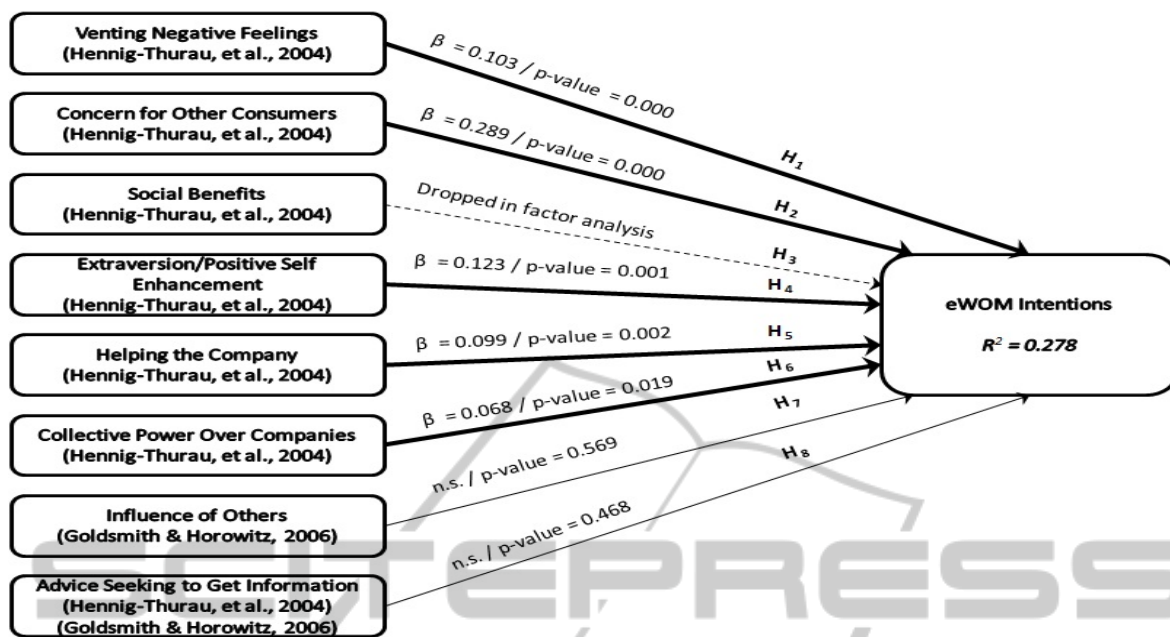 Venting Negative Feelings
(Hennig-Thurau, et al., 2004)
β = 0.103 / p-value = 0.000
H1
Concern for Other Consumers
(Hennig-Thurau, et al., 2004)
β = 0.289 / p-value = 0.000
H2
Social Benefits
(Hennig-Thurau, et al., 2004)
Dropped in factor analysis
H3
Extraversion/Positive Self
Enhancement
(Hennig-Thurau, et al., 2004)
β = 0.123 / p-value = 0.001
H4
Helping the Company
(Hennig-Thurau, et al., 2004)
β = 0.099 / p-value = 0.002
H5
Collective Power Over Companies
(Hennig-Thurau, et al., 2004)
β = 0.068 / p-value = 0.019
H6
Influence of Others
(Goldsmith & Horowitz, 2006)
n.s. / p-value = 0.569
H7
Advice Seeking to Get Information
(Hennig-Thurau, et al., 2004)
(Goldsmith & Horowitz, 2006)
n.s. / p-value = 0.468
H8
eWOM Intentions
R² = 0.278
SCITEPRESS